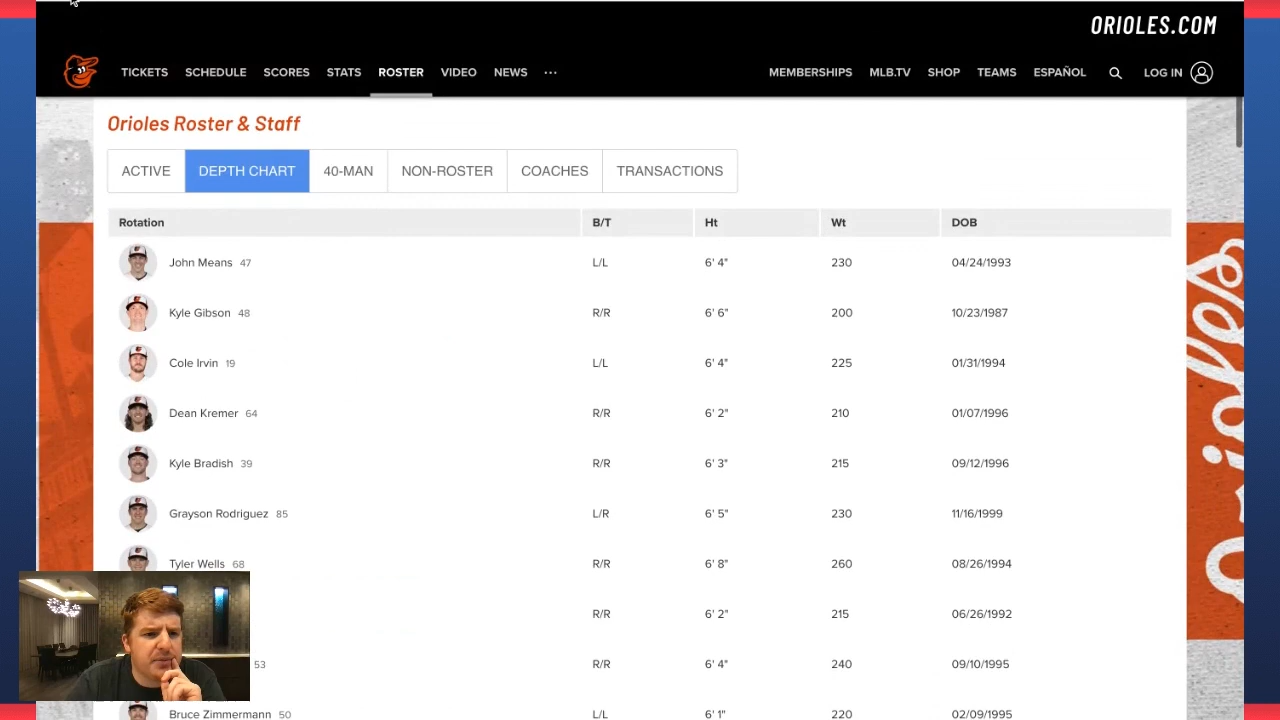 ORIOLES.COM
TICKETS SCHEDULE SCORES STATS ROSTER VIDEO NEWS ··· MEMBERSHIPS MLB.TV SHOP TEAMS ESPAÑOL LOG IN
Orioles Roster & Staff
ACTIVE DEPTH CHART 40-MAN NON-ROSTER COACHES TRANSACTIONS
Rotation B/T Ht Wt DOB
John Means 47 L/L 6' 4" 230 04/24/1993
Kyle Gibson 48 R/R 6' 6" 200 10/23/1987
Cole Irvin 19 L/L 6' 4" 225 01/31/1994
Dean Kremer 64 R/R 6' 2" 210 01/07/1996
Kyle Bradish 39 R/R 6' 3" 215 09/12/1996
Grayson Rodriguez 85 L/R 6' 5" 230 11/16/1999
Tyler Wells 68 R/R 6' 8" 260 08/26/1994
R/R 6' 2" 215 06/26/1992
53 R/R 6' 4" 240 09/10/1995
Bruce Zimmermann 50 L/L 6' 1" 220 02/09/1995
Orioles